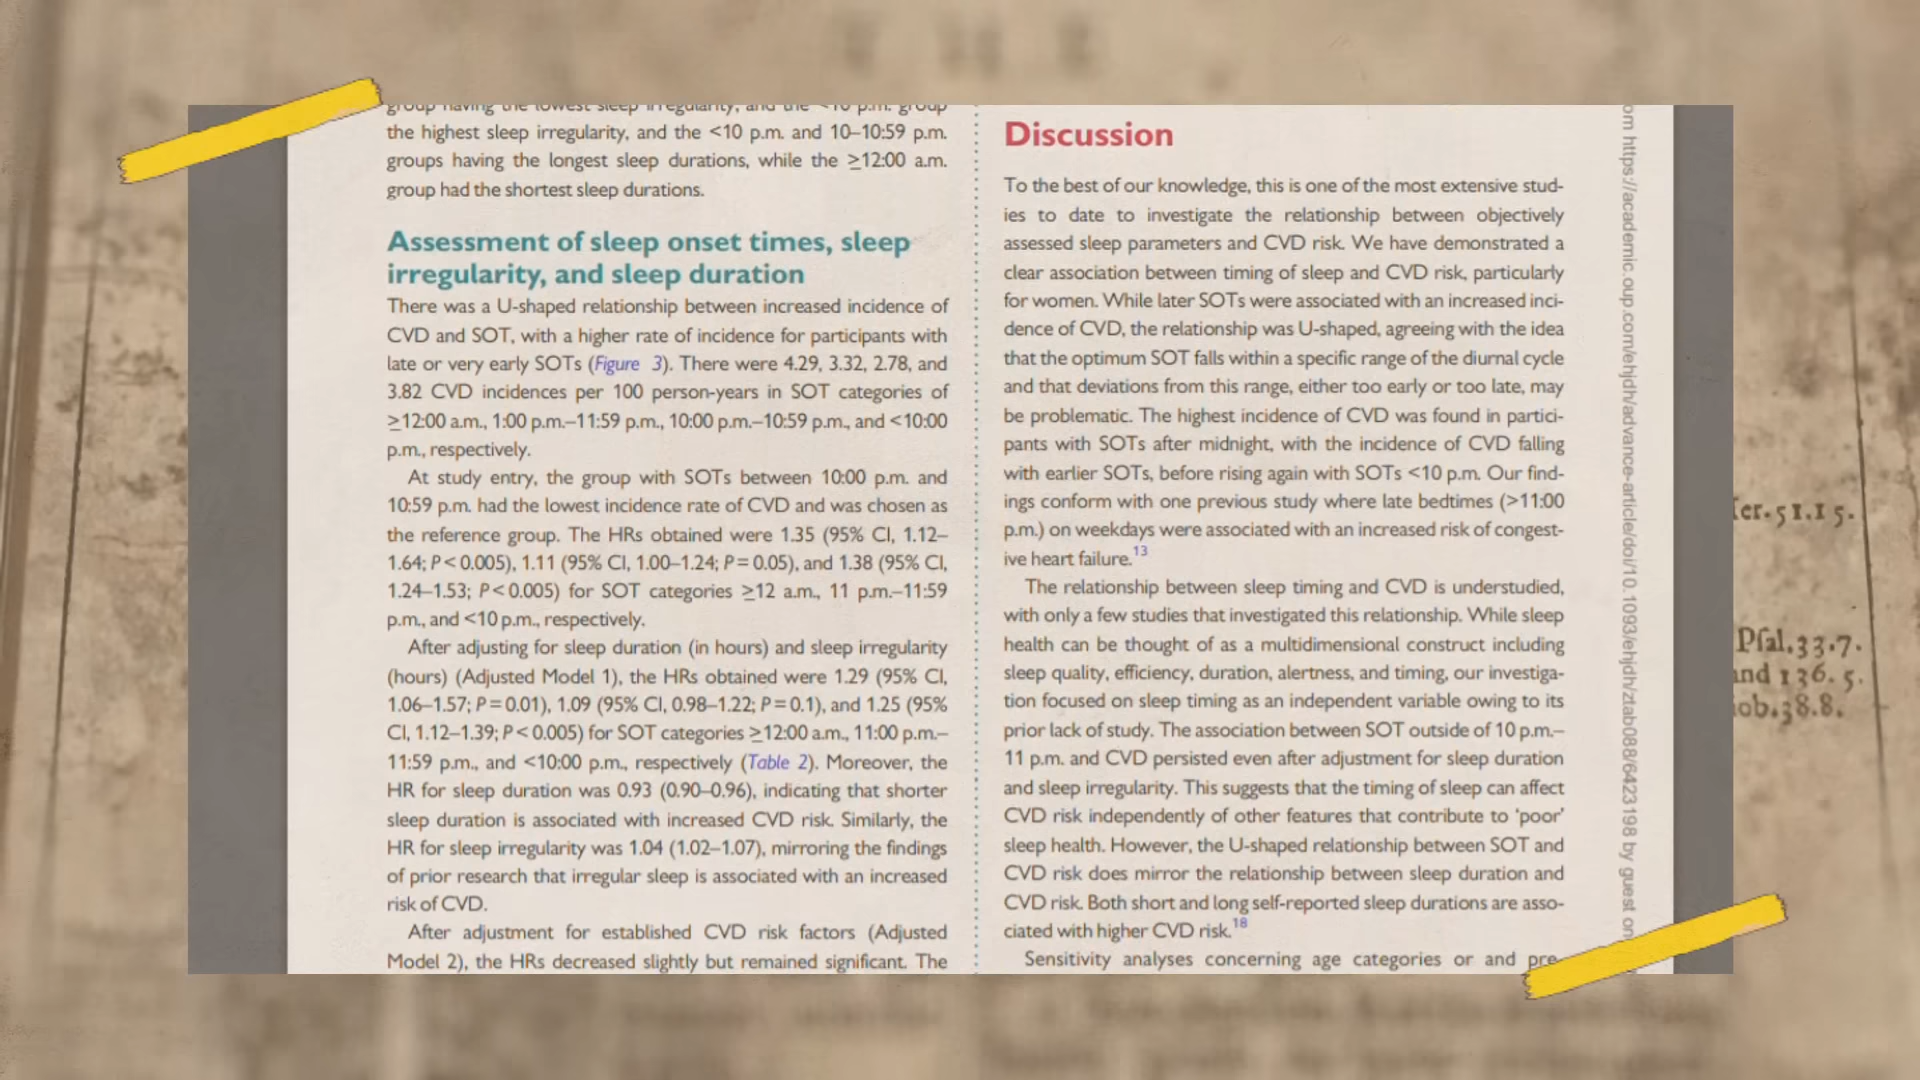 group having the lowest sleep irregularity, and the <10 p.m. group
the highest sleep irregularity, and the <10 p.m. and 10–10:59 p.m.
groups having the longest sleep durations, while the ≥12:00 a.m.
group had the shortest sleep durations.
Assessment of sleep onset times, sleep
irregularity, and sleep duration
There was a U-shaped relationship between increased incidence of
CVD and SOT, with a higher rate of incidence for participants with
late or very early SOTs (Figure 3). There were 4.29, 3.32, 2.78, and
3.82 CVD incidences per 100 person-years in SOT categories of
≥12:00 a.m., 1:00 p.m.–11:59 p.m., 10:00 p.m.–10:59 p.m., and <10:00
p.m., respectively.
At study entry, the group with SOTs between 10:00 p.m. and
10:59 p.m. had the lowest incidence rate of CVD and was chosen as
the reference group. The HRs obtained were 1.35 (95% CI, 1.12–
1.64; P < 0.005), 1.11 (95% CI, 1.00–1.24; P = 0.05), and 1.38 (95% CI,
1.24–1.53; P < 0.005) for SOT categories ≥12 a.m., 11 p.m.–11:59
p.m., and <10 p.m., respectively.
After adjusting for sleep duration (in hours) and sleep irregularity
(hours) (Adjusted Model 1), the HRs obtained were 1.29 (95% CI,
1.06–1.57; P = 0.01), 1.09 (95% CI, 0.98–1.22; P = 0.1), and 1.25 (95%
CI, 1.12–1.39; P < 0.005) for SOT categories ≥12:00 a.m., 11:00 p.m.–
11:59 p.m., and <10:00 p.m., respectively (Table 2). Moreover, the
HR for sleep duration was 0.93 (0.90–0.96), indicating that shorter
sleep duration is associated with increased CVD risk. Similarly, the
HR for sleep irregularity was 1.04 (1.02–1.07), mirroring the findings
of prior research that irregular sleep is associated with an increased
risk of CVD.
After adjustment for established CVD risk factors (Adjusted
Model 2), the HRs decreased slightly but remained significant. The
Discussion
To the best of our knowledge, this is one of the most extensive stud-
ies to date to investigate the relationship between objectively
assessed sleep parameters and CVD risk. We have demonstrated a
clear association between timing of sleep and CVD risk, particularly
for women. While later SOTs were associated with an increased inci-
dence of CVD, the relationship was U-shaped, agreeing with the idea
that the optimum SOT falls within a specific range of the diurnal cycle
and that deviations from this range, either too early or too late, may
be problematic. The highest incidence of CVD was found in partici-
pants with SOTs after midnight, with the incidence of CVD falling
with earlier SOTs, before rising again with SOTs <10 p.m. Our find-
ings conform with one previous study where late bedtimes (>11:00
p.m.) on weekdays were associated with an increased risk of congest-
ive heart failure.13
The relationship between sleep timing and CVD is understudied,
with only a few studies that investigated this relationship. While sleep
health can be thought of as a multidimensional construct including
sleep quality, efficiency, duration, alertness, and timing, our investiga-
tion focused on sleep timing as an independent variable owing to its
prior lack of study. The association between SOT outside of 10 p.m.–
11 p.m. and CVD persisted even after adjustment for sleep duration
and sleep irregularity. This suggests that the timing of sleep can affect
CVD risk independently of other features that contribute to ‘poor’
sleep health. However, the U-shaped relationship between SOT and
CVD risk does mirror the relationship between sleep duration and
CVD risk. Both short and long self-reported sleep durations are asso-
ciated with higher CVD risk.18
Sensitivity analyses concerning age categories or and pre-
om https://academic.oup.com/ehjdh/advance-article/doi/10.1093/ehjdh/ztab088/6423198 by guest on
51.15.
Pſal.33.7.
and 136.5.
38.8.